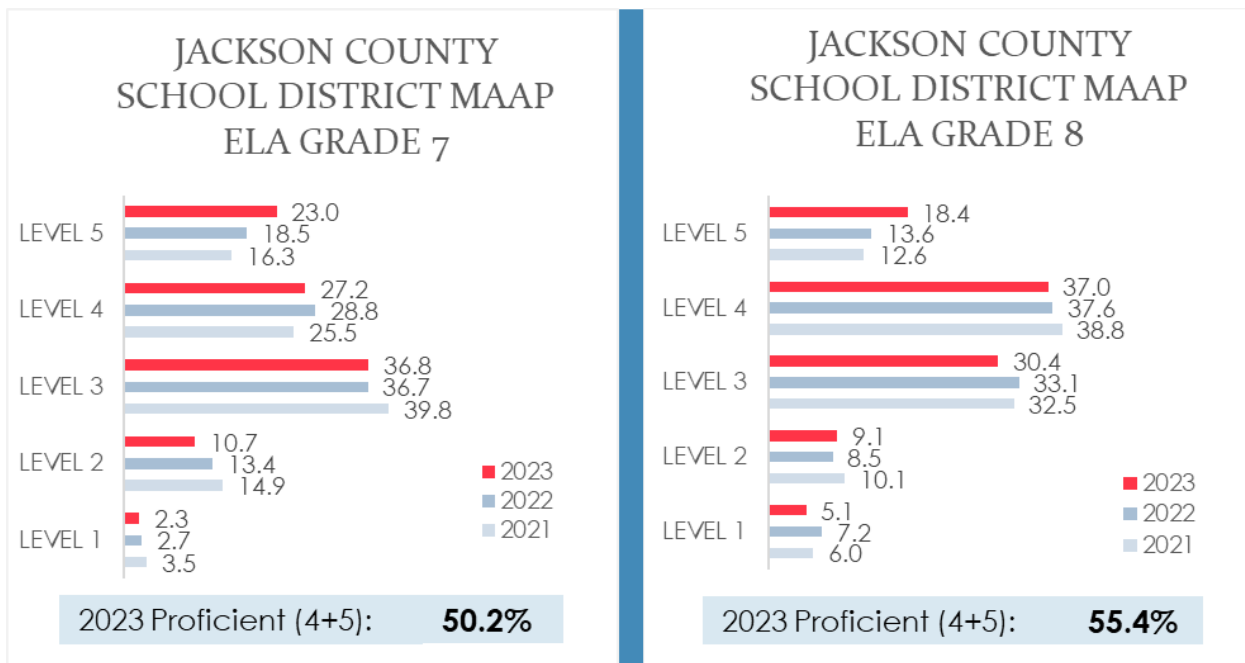 JACKSON COUNTY
SCHOOL DISTRICT MAAP
ELA GRADE 7
LEVEL 5
23.0
18.5
16.3
LEVEL 4
27.2
28.8
25.5
LEVEL 3
36.8
36.7
39.8
LEVEL 2
10.7
13.4
14.9
LEVEL 1
2.3
2.7
3.5
2023
2022
2021
2023 Proficient (4+5): 50.2%
JACKSON COUNTY
SCHOOL DISTRICT MAAP
ELA GRADE 8
LEVEL 5
18.4
13.6
12.6
LEVEL 4
37.0
37.6
38.8
LEVEL 3
30.4
33.1
32.5
LEVEL 2
9.1
8.5
10.1
LEVEL 1
5.1
7.2
6.0
2023
2022
2021
2023 Proficient (4+5): 55.4%